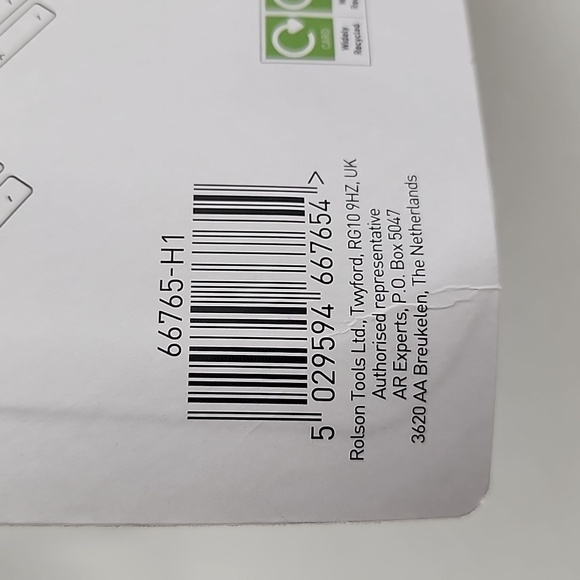 CARD
Widely
Recycled
66765-H1
5 029594 667654 >
Rolson Tools Ltd., Twyford, RG10 9HZ, UK
Authorised representative
AR Experts, P.O. Box 5047
3620 AA Breukelen, The Netherlands